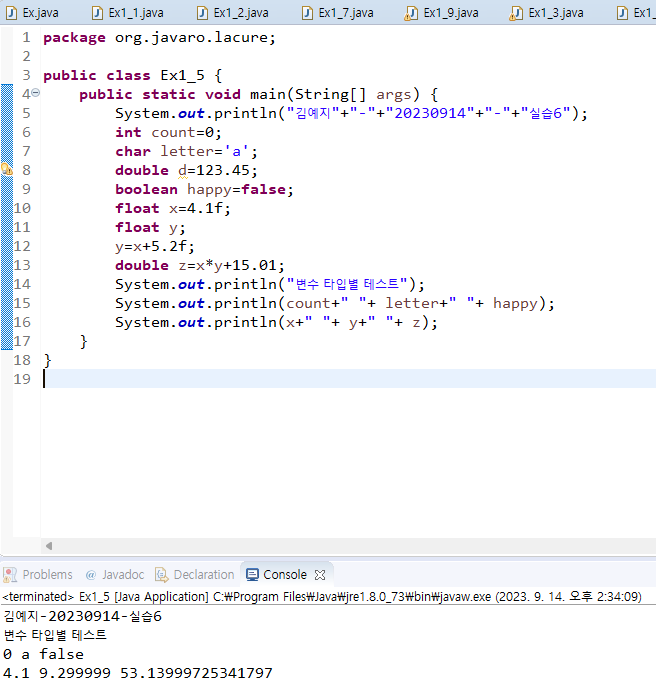 Ex.java Ex1_1.java Ex1_2.java Ex1_7.java Ex1_9.java Ex1_3.java Ex1_
1 package org.javaro.lacure;
2
3 public class Ex1_5 {
4 public static void main(String[] args) {
5 System.out.println("김예지"+"-"+"20230914"+"-"+"실습6");
6 int count=0;
7 char letter='a';
8 double d=123.45;
9 boolean happy=false;
10 float x=4.1f;
11 float y;
12 y=x+5.2f;
13 double z=x*y+15.01;
14 System.out.println("변수 타입별 테스트");
15 System.out.println(count+" "+ letter+" "+ happy);
16 System.out.println(x+" "+ y+" "+ z);
17 }
18 }
19
Problems @ Javadoc Declaration Console
<terminated> Ex1_5 [Java Application] C:₩Program Files₩Java₩jre1.8.0_73₩bin₩javaw.exe (2023. 9. 14. 오후 2:34:09)
김예지-20230914-실습6
변수 타입별 테스트
0 a false
4.1 9.299999 53.13999725341797